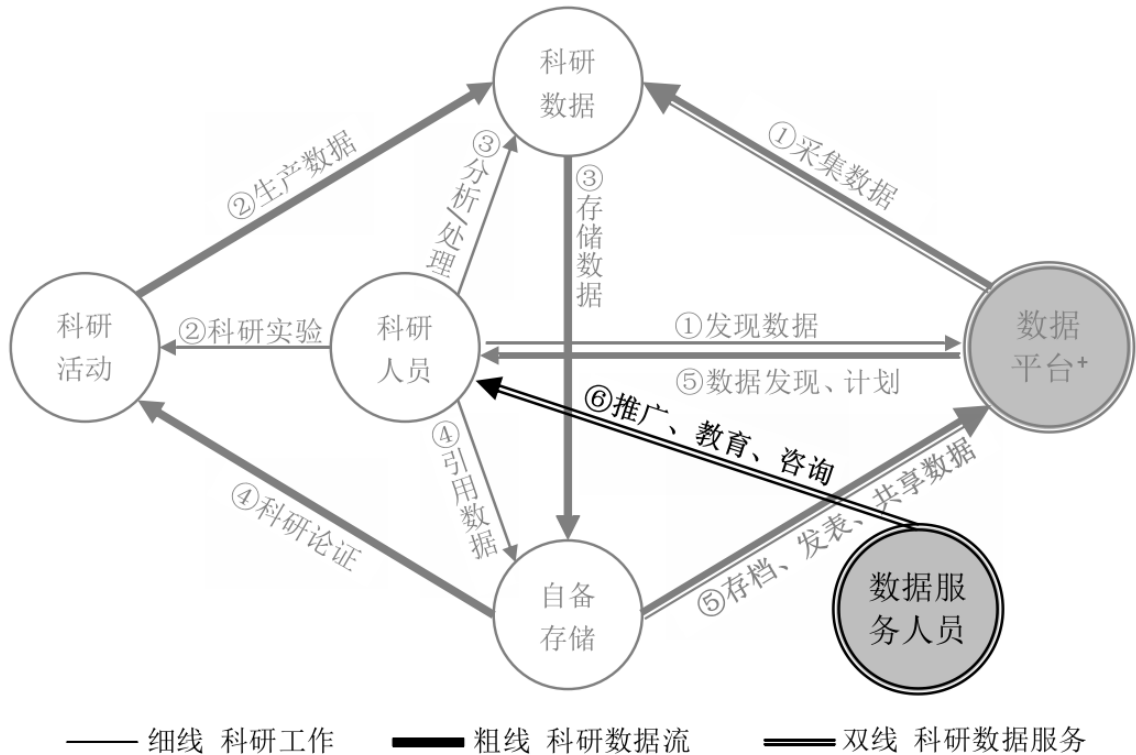 科研
数据
①采集数据
②生产数据
③分析/处理
③存储数据
科研
活动
②科研实验
科研
人员
①发现数据
⑤数据发现、计划
数据
平台+
⑥推广、教育、咨询
④引用数据
④科研论证
⑤存档、发表、共享数据
自备
存储
数据服
务人员
细线 科研工作
粗线 科研数据流
双线 科研数据服务